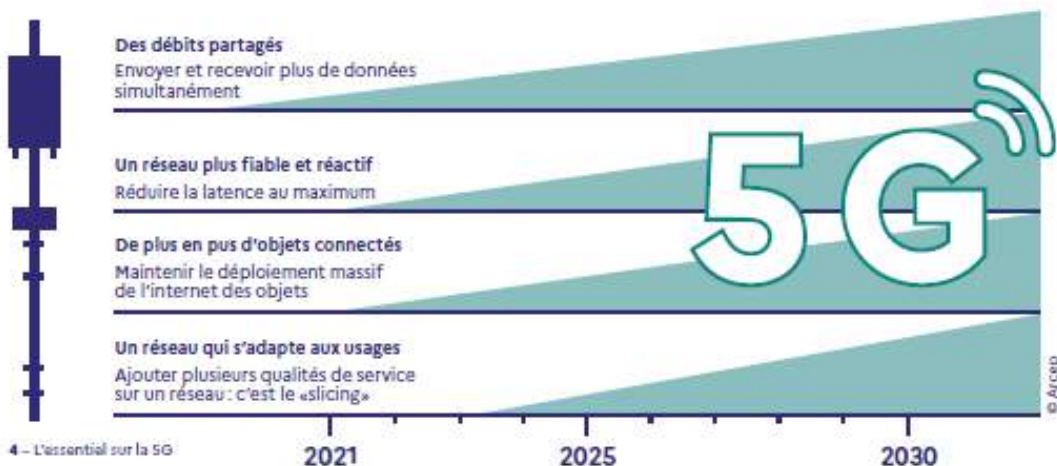 Des débits partagés
Envoyer et recevoir plus de données
simultanément
Un réseau plus fiable et réactif
Réduire la latence au maximum
5G
De plus en pus d'objets connectés
Maintenir le déploiement massif
de l'internet des objets
Un réseau qui s'adapte aux usages
Ajouter plusieurs qualités de service
sur un réseau : c'est le «slicing»
© Arcep
4 – L'essentiel sur la 5G
2021
2025
2030